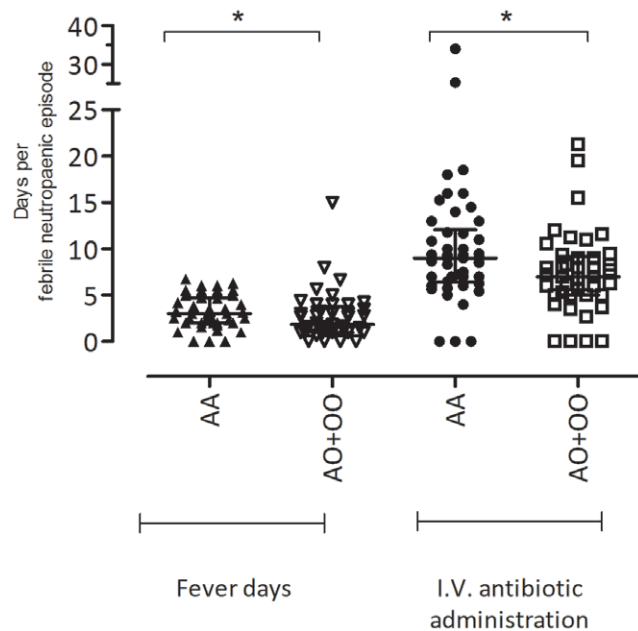 * *
40
30
25
20
15
10
5
0
Days per
febrile neutropaenic episode
AA
AO+OO
AA
AO+OO
Fever days
I.V. antibiotic
administration